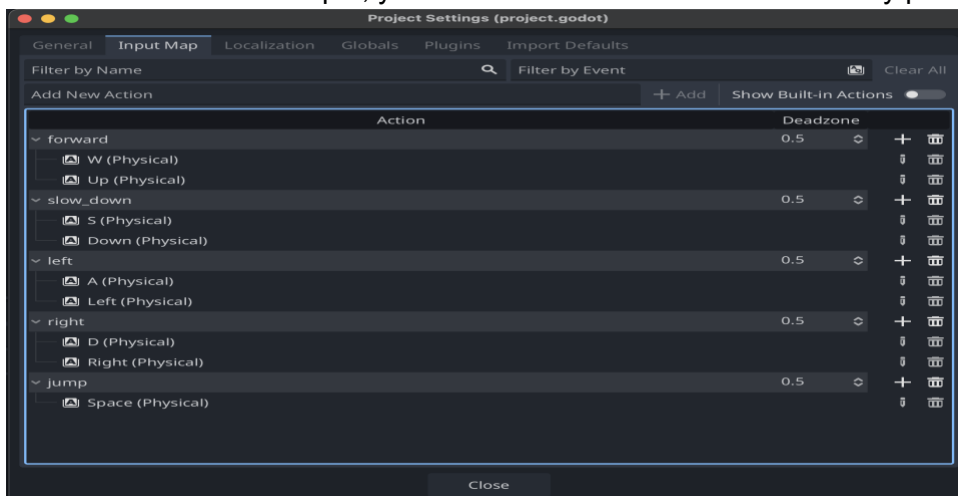 Project Settings (project.godot)
General Input Map Localization Globals Plugins Import Defaults
Filter by Name Filter by Event Clear All
Add New Action + Add Show Built-in Actions
Action Deadzone
forward 0.5
W (Physical)
Up (Physical)
slow_down 0.5
S (Physical)
Down (Physical)
left 0.5
A (Physical)
Left (Physical)
right 0.5
D (Physical)
Right (Physical)
jump 0.5
Space (Physical)
Close